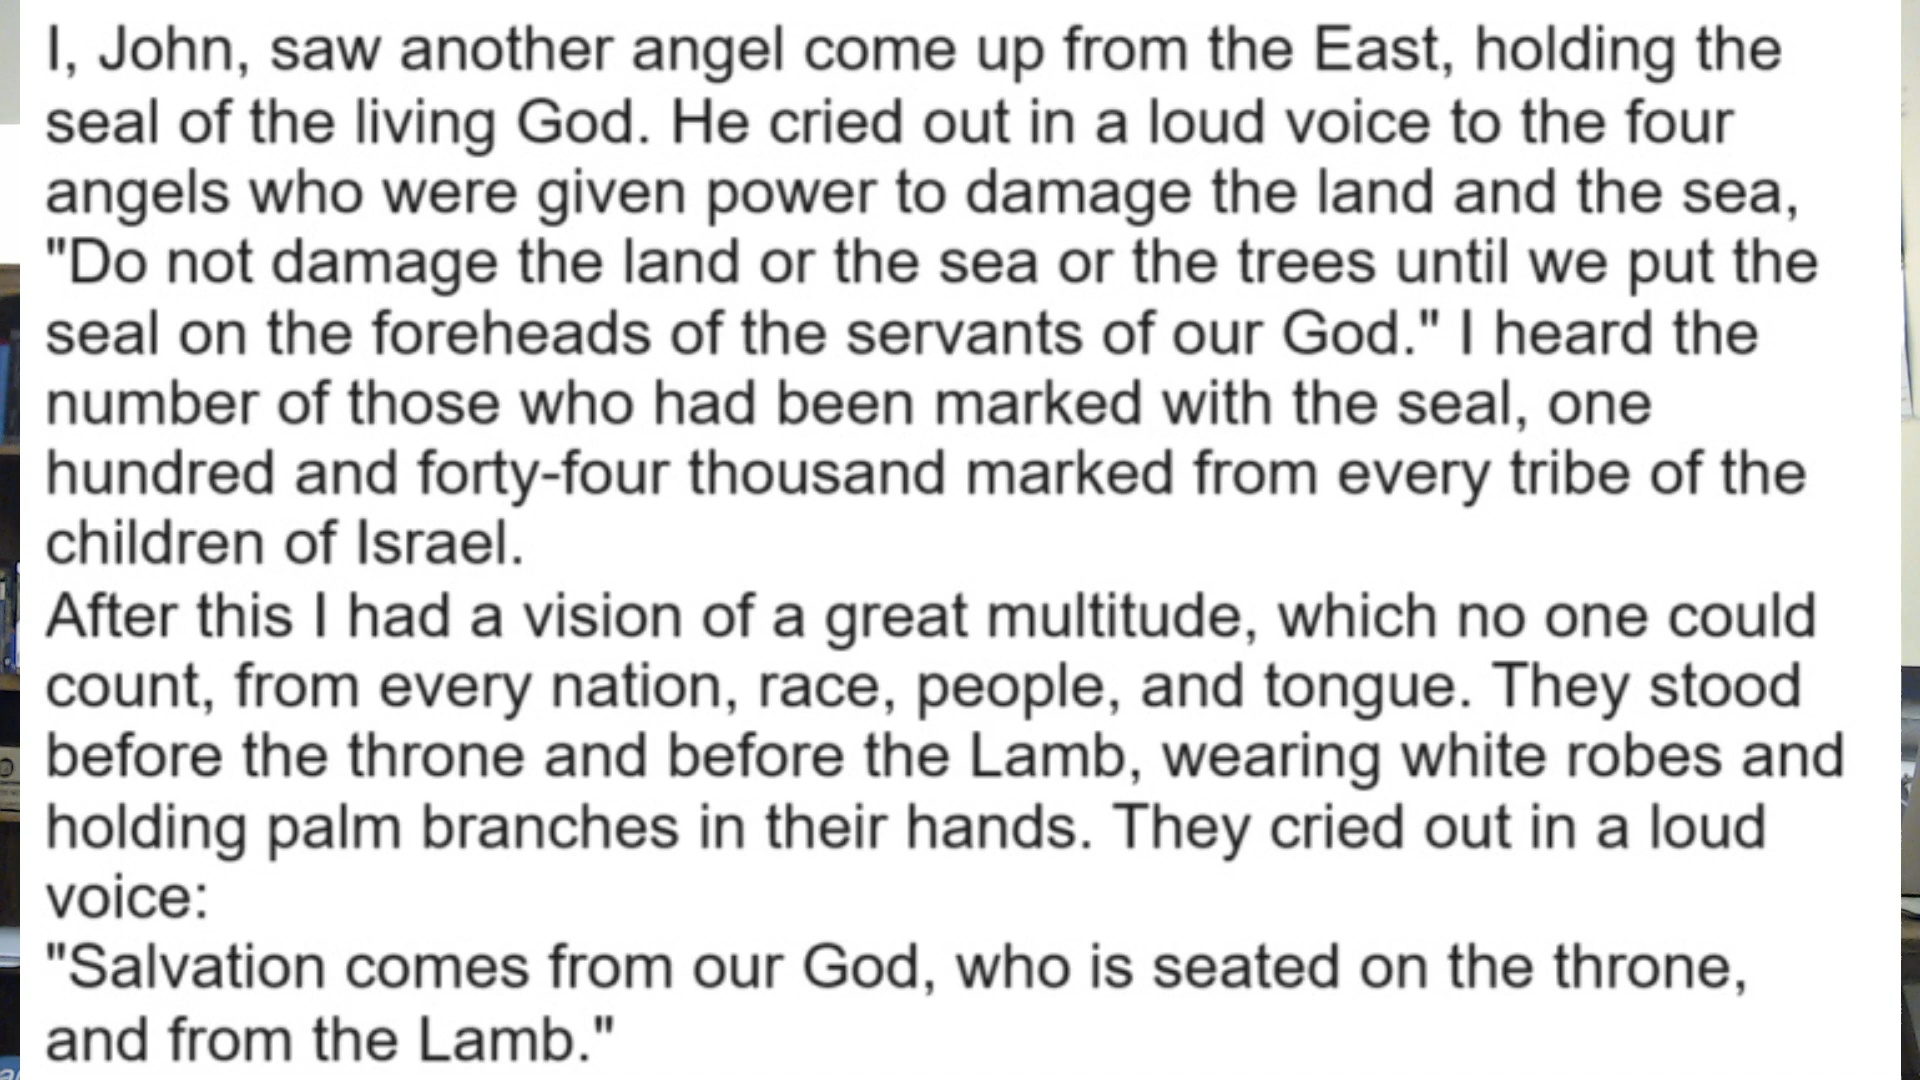 I, John, saw another angel come up from the East, holding the
seal of the living God. He cried out in a loud voice to the four
angels who were given power to damage the land and the sea,
"Do not damage the land or the sea or the trees until we put the
seal on the foreheads of the servants of our God." I heard the
number of those who had been marked with the seal, one
hundred and forty-four thousand marked from every tribe of the
children of Israel.
After this I had a vision of a great multitude, which no one could
count, from every nation, race, people, and tongue. They stood
before the throne and before the Lamb, wearing white robes and
holding palm branches in their hands. They cried out in a loud
voice:
"Salvation comes from our God, who is seated on the throne,
and from the Lamb."